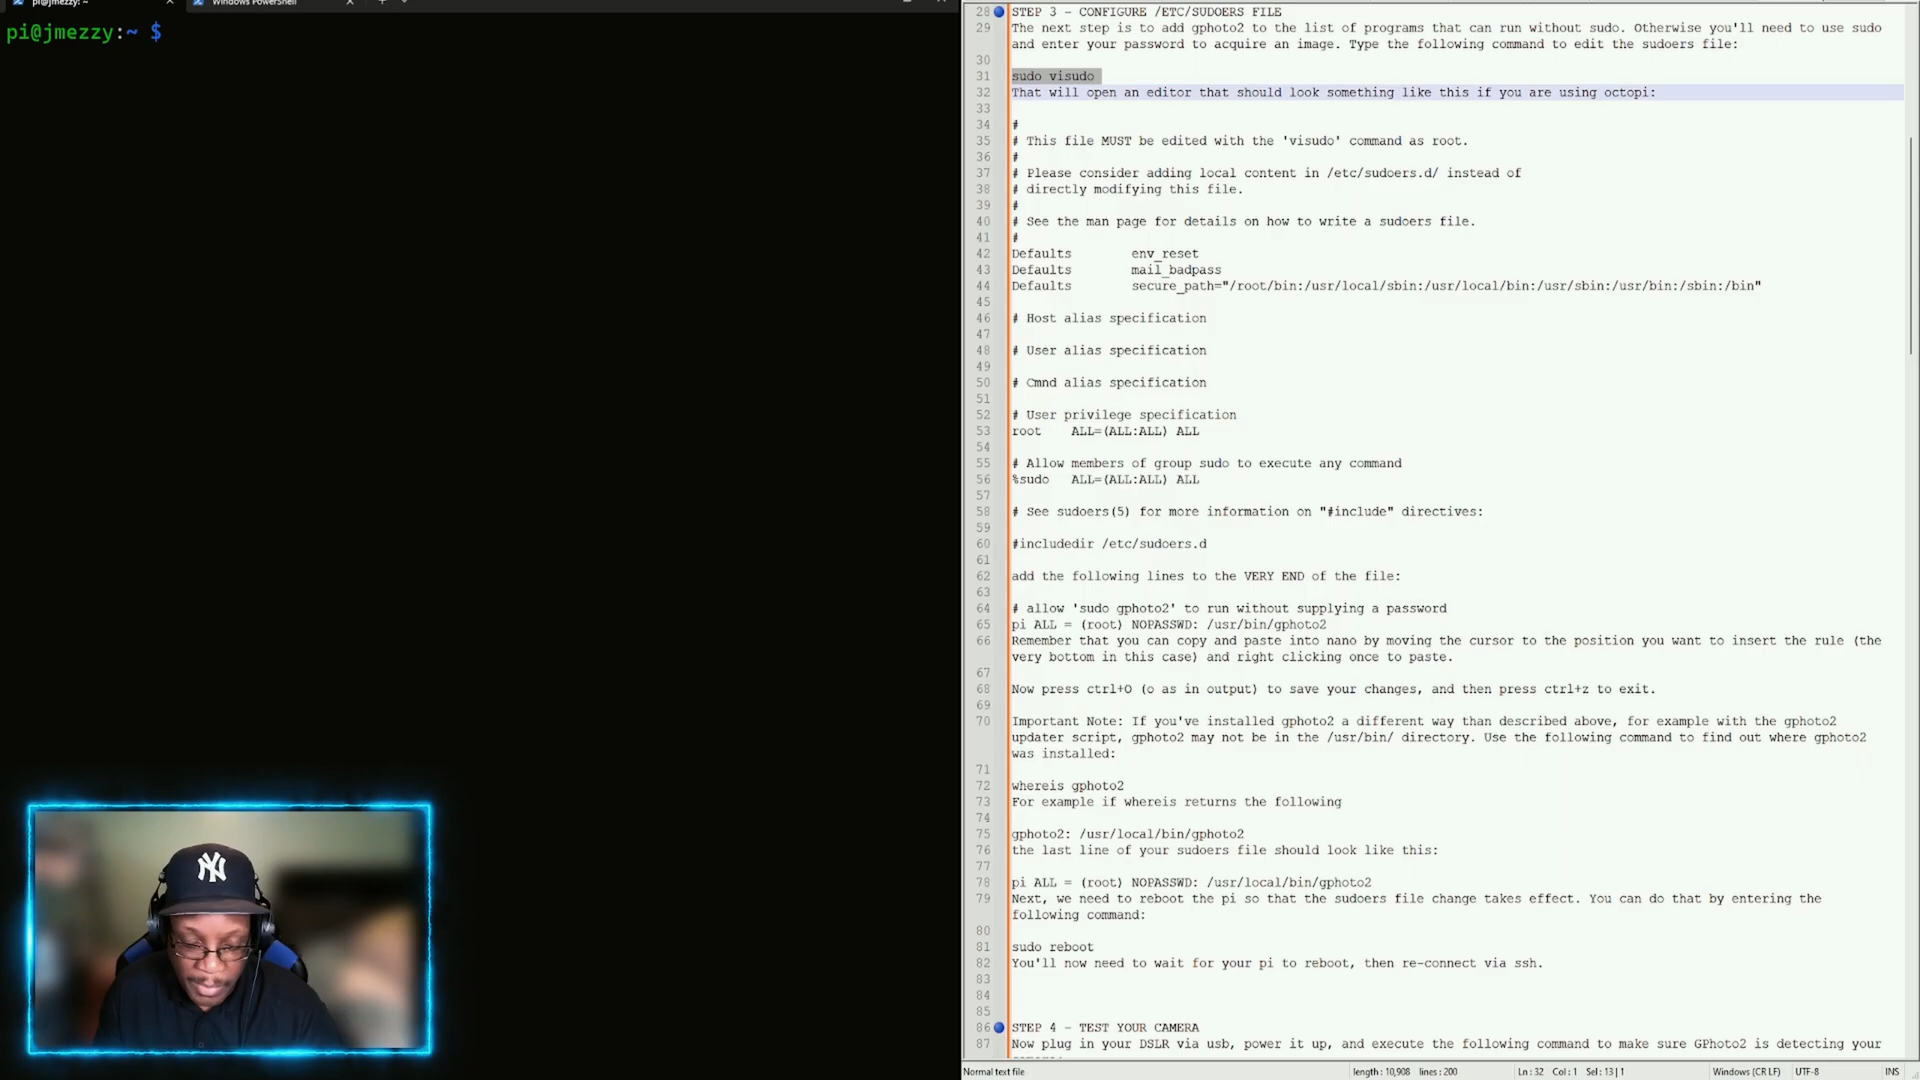 pi@jmezzy: ~
Windows PowerShell
pi@jmezzy:~ $
28 STEP 3 - CONFIGURE /ETC/SUDOERS FILE
29 The next step is to add gphoto2 to the list of programs that can run without sudo. Otherwise you'll need to use sudo
and enter your password to acquire an image. Type the following command to edit the sudoers file:
30
31 sudo visudo
32 That will open an editor that should look something like this if you are using octopi:
33
34 #
35 # This file MUST be edited with the 'visudo' command as root.
36 #
37 # Please consider adding local content in /etc/sudoers.d/ instead of
38 # directly modifying this file.
39 #
40 # See the man page for details on how to write a sudoers file.
41 #
42 Defaults env_reset
43 Defaults mail_badpass
44 Defaults secure_path="/root/bin:/usr/local/sbin:/usr/local/bin:/usr/sbin:/usr/bin:/sbin:/bin"
45
46 # Host alias specification
47
48 # User alias specification
49
50 # Cmnd alias specification
51
52 # User privilege specification
53 root ALL=(ALL:ALL) ALL
54
55 # Allow members of group sudo to execute any command
56 %sudo ALL=(ALL:ALL) ALL
57
58 # See sudoers(5) for more information on "#include" directives:
59
60 #includedir /etc/sudoers.d
61
62 add the following lines to the VERY END of the file:
63
64 # allow 'sudo gphoto2' to run without supplying a password
65 pi ALL = (root) NOPASSWD: /usr/bin/gphoto2
66 Remember that you can copy and paste into nano by moving the cursor to the position you want to insert the rule (the
very bottom in this case) and right clicking once to paste.
67
68 Now press ctrl+O (o as in output) to save your changes, and then press ctrl+z to exit.
69
70 Important Note: If you've installed gphoto2 a different way than described above, for example with the gphoto2
updater script, gphoto2 may not be in the /usr/bin/ directory. Use the following command to find out where gphoto2
was installed:
71
72 whereis gphoto2
73 For example if whereis returns the following
74
75 gphoto2: /usr/local/bin/gphoto2
76 the last line of your sudoers file should look like this:
77
78 pi ALL = (root) NOPASSWD: /usr/local/bin/gphoto2
79 Next, we need to reboot the pi so that the sudoers file change takes effect. You can do that by entering the
following command:
80
81 sudo reboot
82 You'll now need to wait for your pi to reboot, then re-connect via ssh.
83
84
85
86 STEP 4 - TEST YOUR CAMERA
87 Now plug in your DSLR via usb, power it up, and execute the following command to make sure GPhoto2 is detecting your
NY
Normal text file length : 10,908 lines : 200 Ln : 32 Col : 1 Sel : 13 | 1 Windows (CR LF) UTF-8 INS